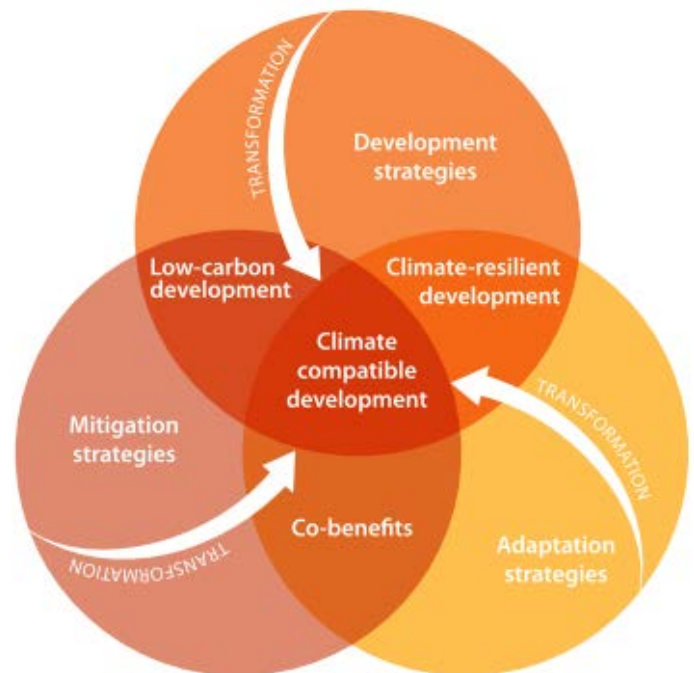 TRANSFORMATION
Development
strategies
Low-carbon
development
Climate-resilient
development
Climate
compatible
development
TRANSFORMATION
Mitigation
strategies
Co-benefits
TRANSFORMATION
Adaptation
strategies